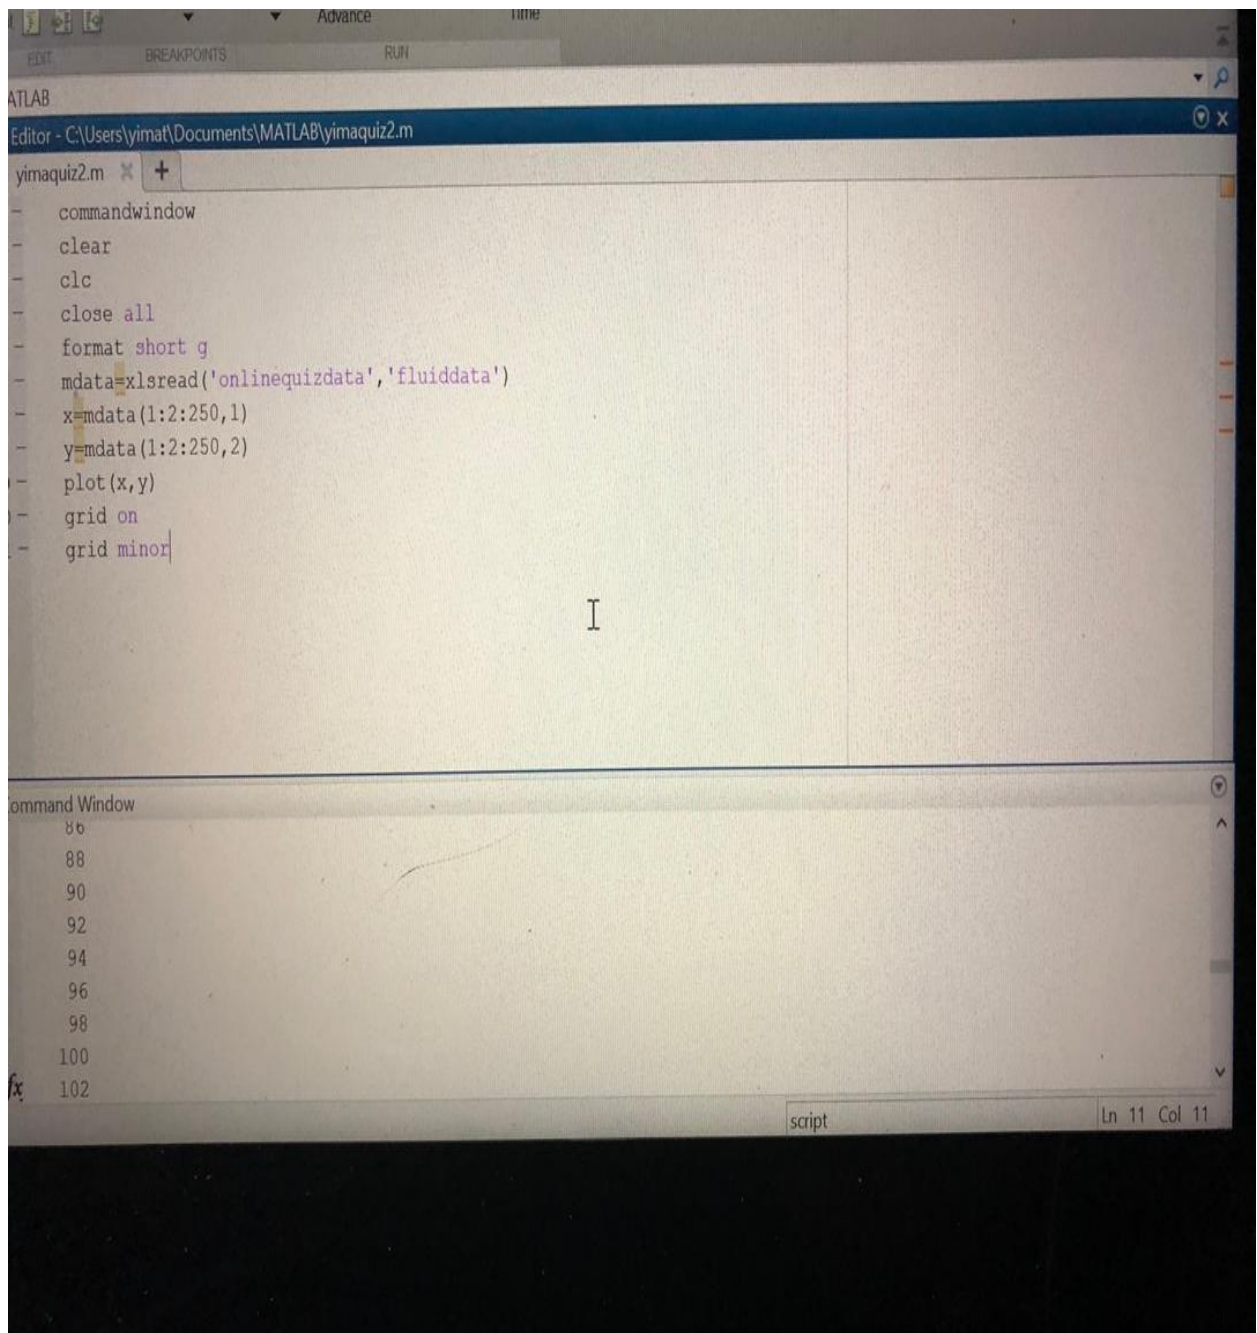 Advance
Time
EDIT
BREAKPOINTS
RUN
ATLAB
Editor - C:\Users\yimat\Documents\MATLAB\yimaquiz2.m
yimaquiz2.m × +
commandwindow
clear
clc
close all
format short g
mdata=xlsread('onlinequizdata','fluiddata')
x=mdata(1:2:250,1)
y=mdata(1:2:250,2)
plot(x,y)
grid on
grid minor
ommand Window
86
88
90
92
94
96
98
100
fx 102
script
Ln 11 Col 11